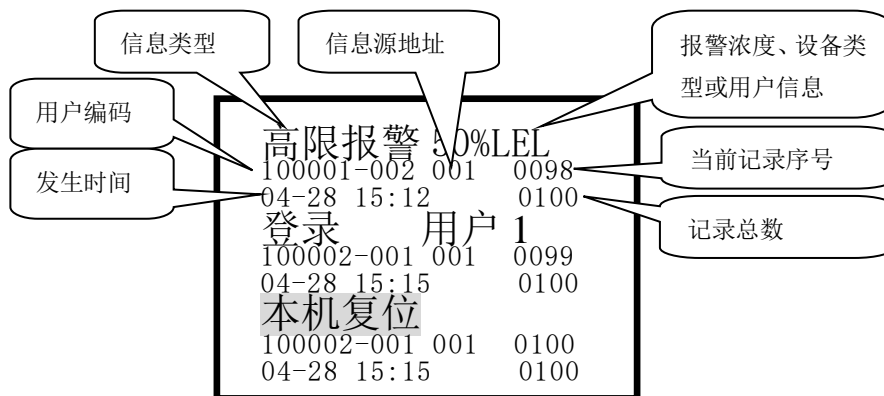 信息类型
信息源地址
报警浓度、设备类
型或用户信息
用户编码
发生时间
当前记录序号
记录总数
高限报警 50%LEL
100001-002 001 0098
04-28 15:12 0100
登录 用户 1
100002-001 001 0099
04-28 15:15 0100
本机复位
100002-001 001 0100
04-28 15:15 0100